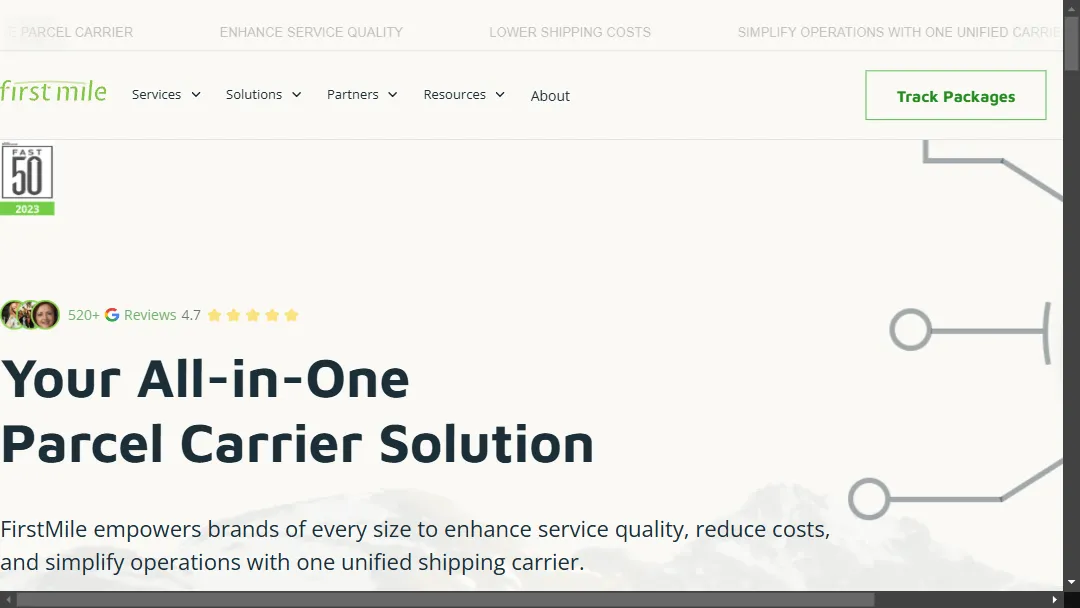 E PARCEL CARRIER ENHANCE SERVICE QUALITY LOWER SHIPPING COSTS SIMPLIFY OPERATIONS WITH ONE UNIFIED CARRIE
first mile Services Solutions Partners Resources About Track Packages
FAST
50
2023
520+ Reviews 4.7
Your All-in-One
Parcel Carrier Solution
FirstMile empowers brands of every size to enhance service quality, reduce costs,
and simplify operations with one unified shipping carrier.